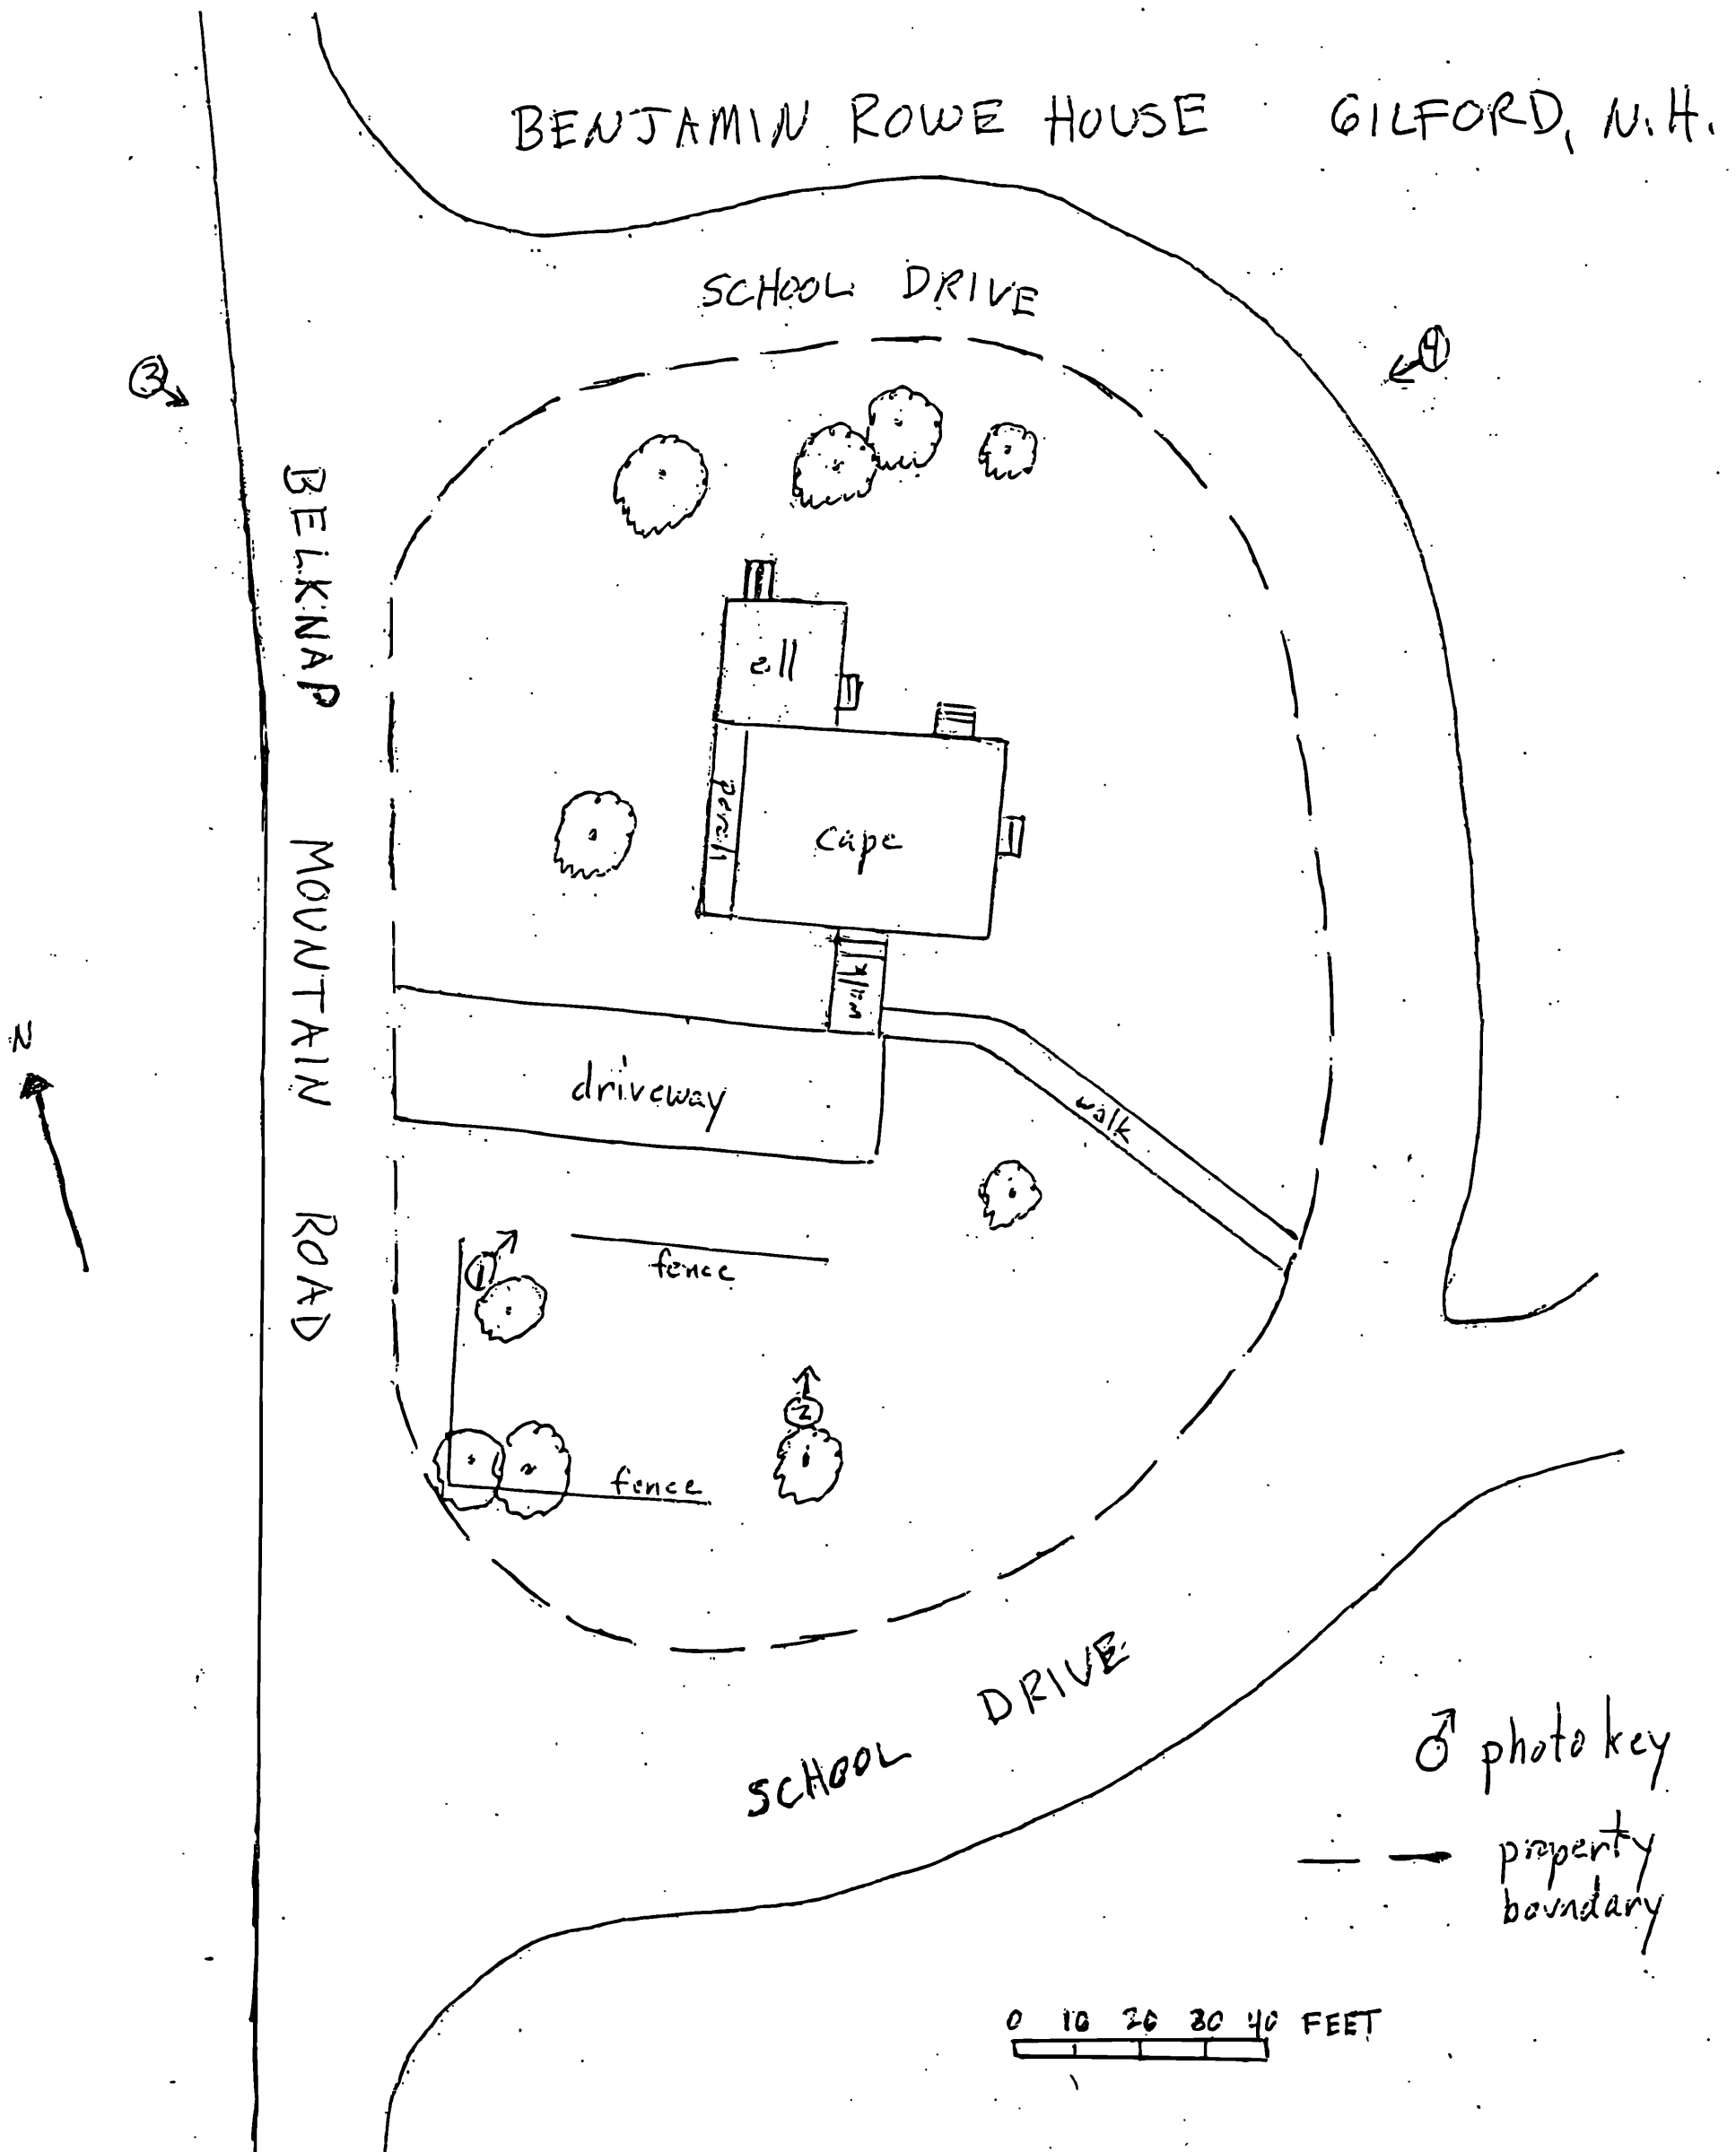 BENJAMIN ROWE HOUSE GILFORD, N.H.
SCHOOL DRIVE
3
4
BELKNAP MOUNTAIN ROAD
ell
porch
cape
walk
N
driveway
walk
1
fence
2
fence
SCHOOL DRIVE
photo key
property
boundary
0 10 20 30 40 FEET